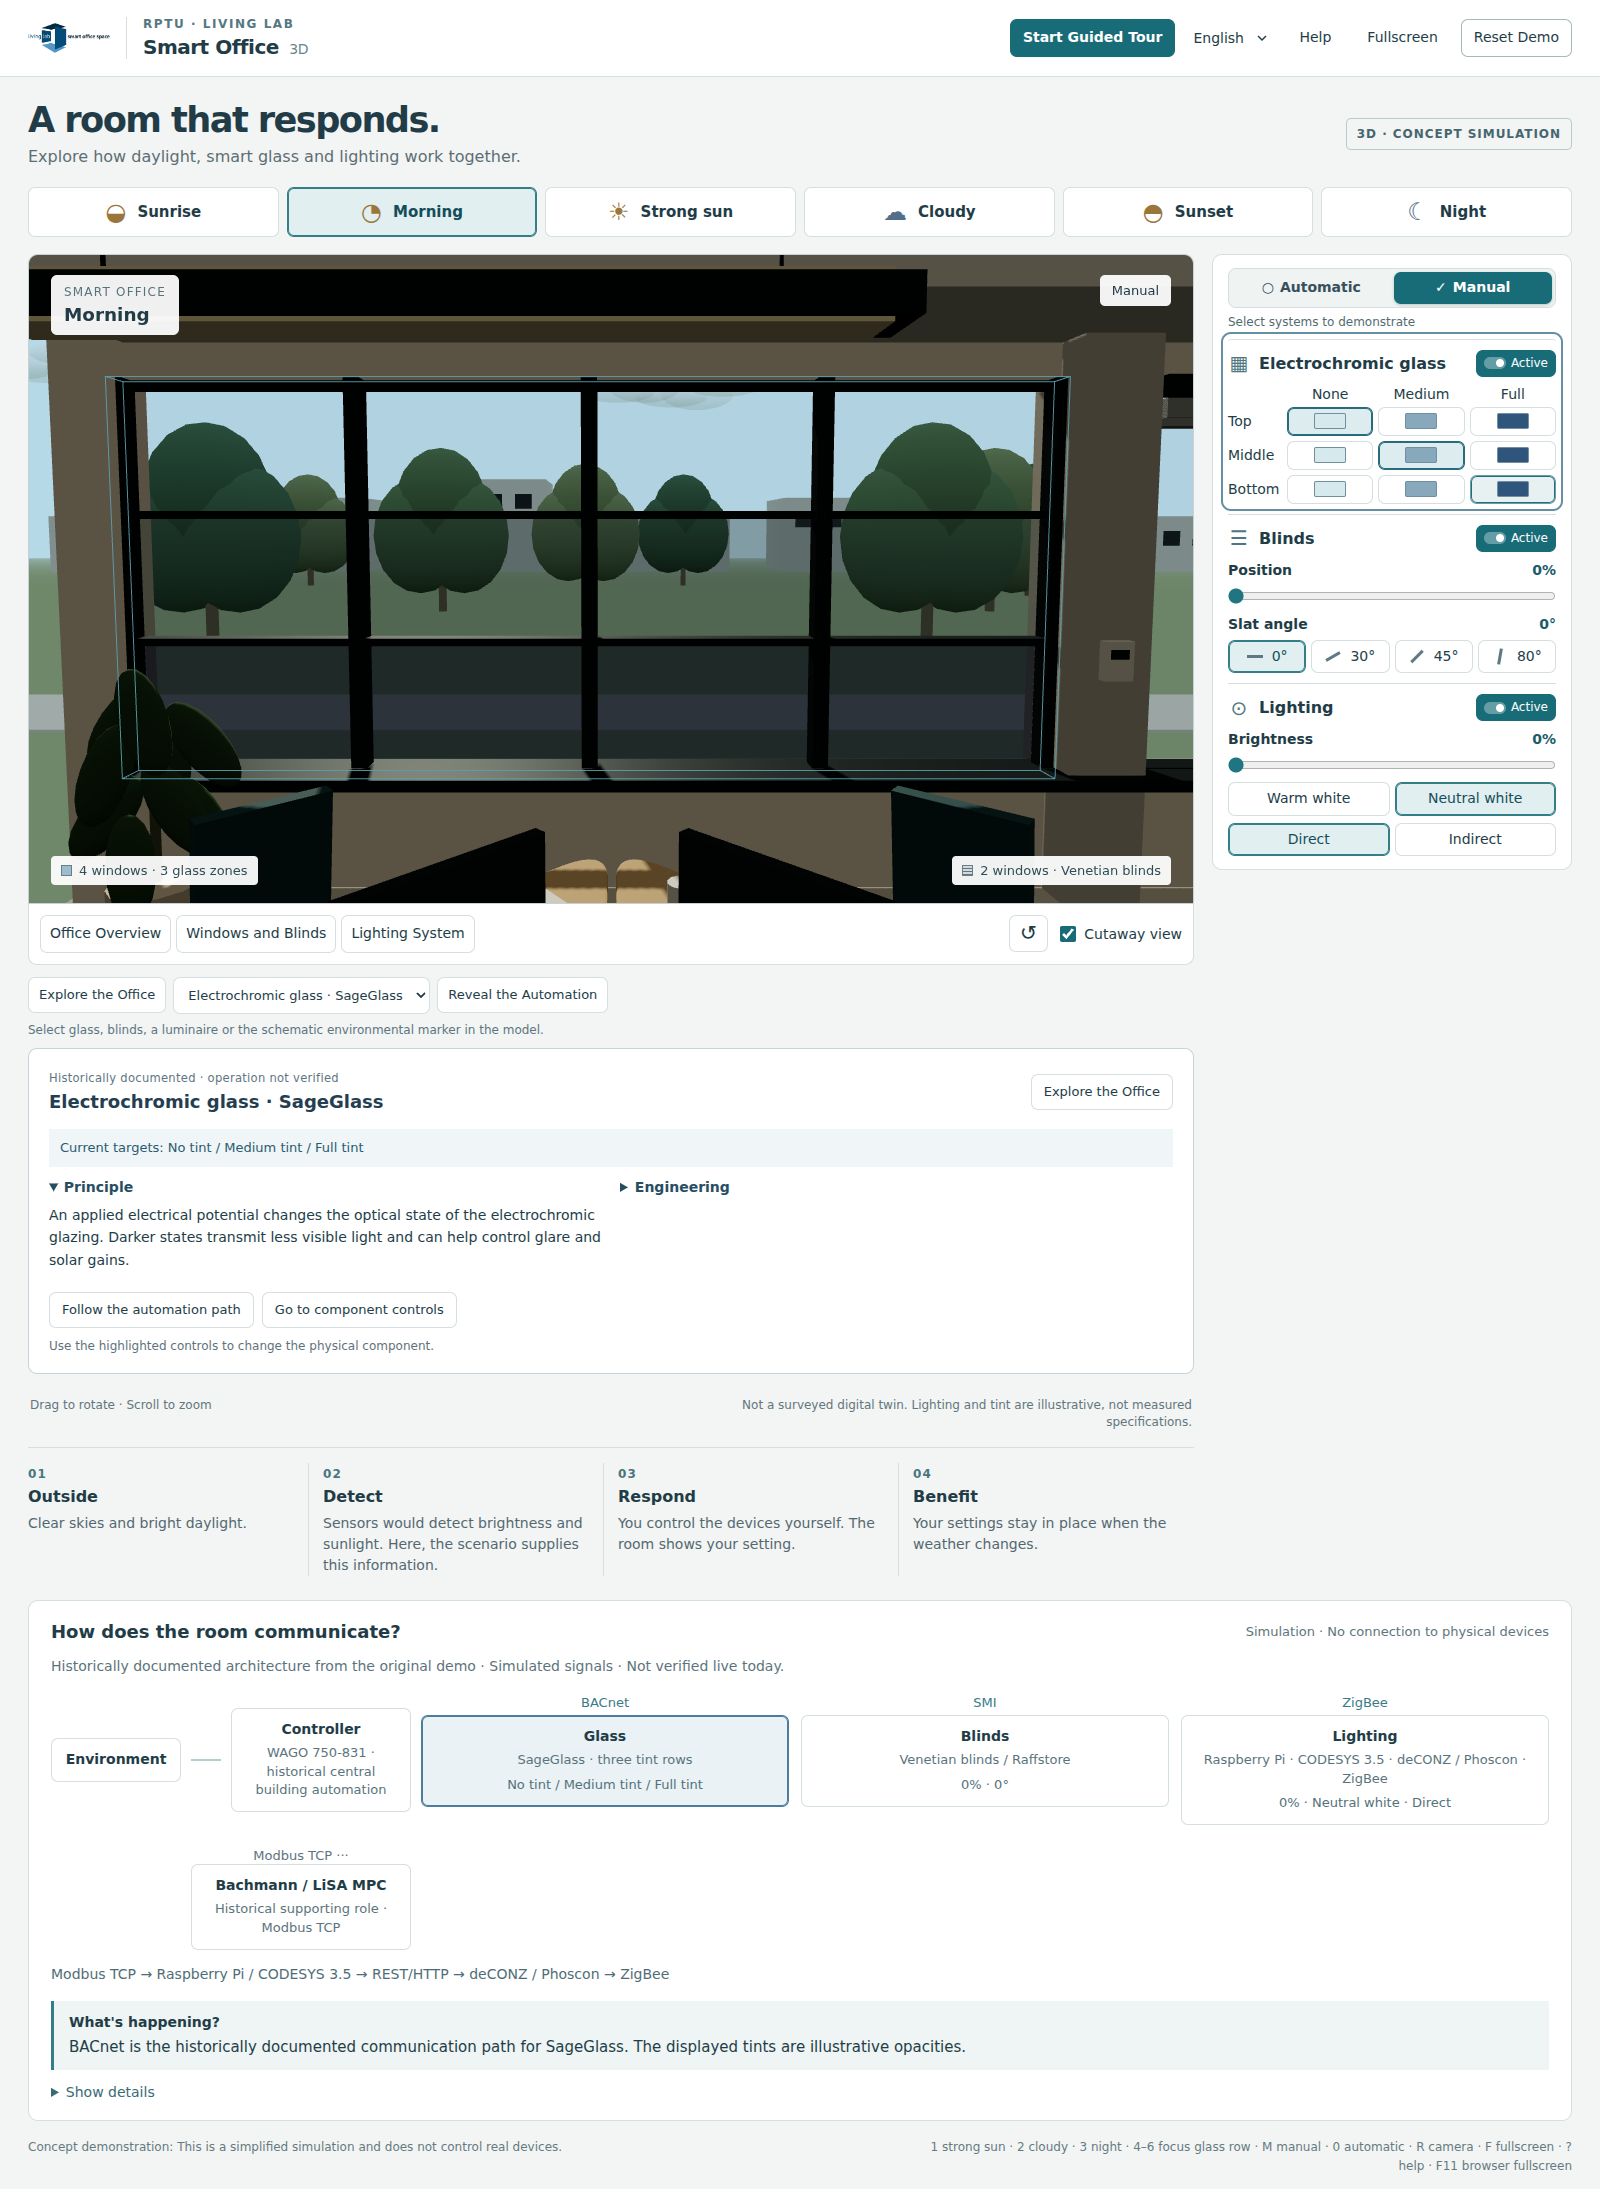 living lab smart office space
RPTU · LIVING LAB
Smart Office 3D
Start Guided Tour
English
Help
Fullscreen
Reset Demo
A room that responds.
Explore how daylight, smart glass and lighting work together.
3D · CONCEPT SIMULATION
Sunrise
Morning
Strong sun
Cloudy
Sunset
Night
SMART OFFICE
Morning
Manual
4 windows · 3 glass zones
2 windows · Venetian blinds
Office Overview
Windows and Blinds
Lighting System
Cutaway view
○ Automatic
✓ Manual
Select systems to demonstrate
Electrochromic glass
Active
None Medium Full
Top
Middle
Bottom
Blinds
Active
Position 0%
Slat angle 0°
0° 30° 45° 80°
Lighting
Active
Brightness 0%
Warm white
Neutral white
Direct
Indirect
Explore the Office
Electrochromic glass · SageGlass
Reveal the Automation
Select glass, blinds, a luminaire or the schematic environmental marker in the model.
Historically documented · operation not verified
Electrochromic glass · SageGlass
Explore the Office
Current targets: No tint / Medium tint / Full tint
▼ Principle
An applied electrical potential changes the optical state of the electrochromic
glazing. Darker states transmit less visible light and can help control glare and
solar gains.
▶ Engineering
Follow the automation path
Go to component controls
Use the highlighted controls to change the physical component.
Drag to rotate · Scroll to zoom
Not a surveyed digital twin. Lighting and tint are illustrative, not measured
specifications.
01
Outside
Clear skies and bright daylight.
02
Detect
Sensors would detect brightness and
sunlight. Here, the scenario supplies
this information.
03
Respond
You control the devices yourself. The
room shows your setting.
04
Benefit
Your settings stay in place when the
weather changes.
How does the room communicate?
Simulation · No connection to physical devices
Historically documented architecture from the original demo · Simulated signals · Not verified live today.
Environment
Controller
WAGO 750-831 ·
historical central
building automation
BACnet
Glass
SageGlass · three tint rows
No tint / Medium tint / Full tint
SMI
Blinds
Venetian blinds / Raffstore
0% · 0°
ZigBee
Lighting
Raspberry Pi · CODESYS 3.5 · deCONZ / Phoscon ·
ZigBee
0% · Neutral white · Direct
Modbus TCP ···
Bachmann / LiSA MPC
Historical supporting role ·
Modbus TCP
Modbus TCP → Raspberry Pi / CODESYS 3.5 → REST/HTTP → deCONZ / Phoscon → ZigBee
What's happening?
BACnet is the historically documented communication path for SageGlass. The displayed tints are illustrative opacities.
▶ Show details
Concept demonstration: This is a simplified simulation and does not control real devices.
1 strong sun · 2 cloudy · 3 night · 4–6 focus glass row · M manual · 0 automatic · R camera · F fullscreen · ?
help · F11 browser fullscreen